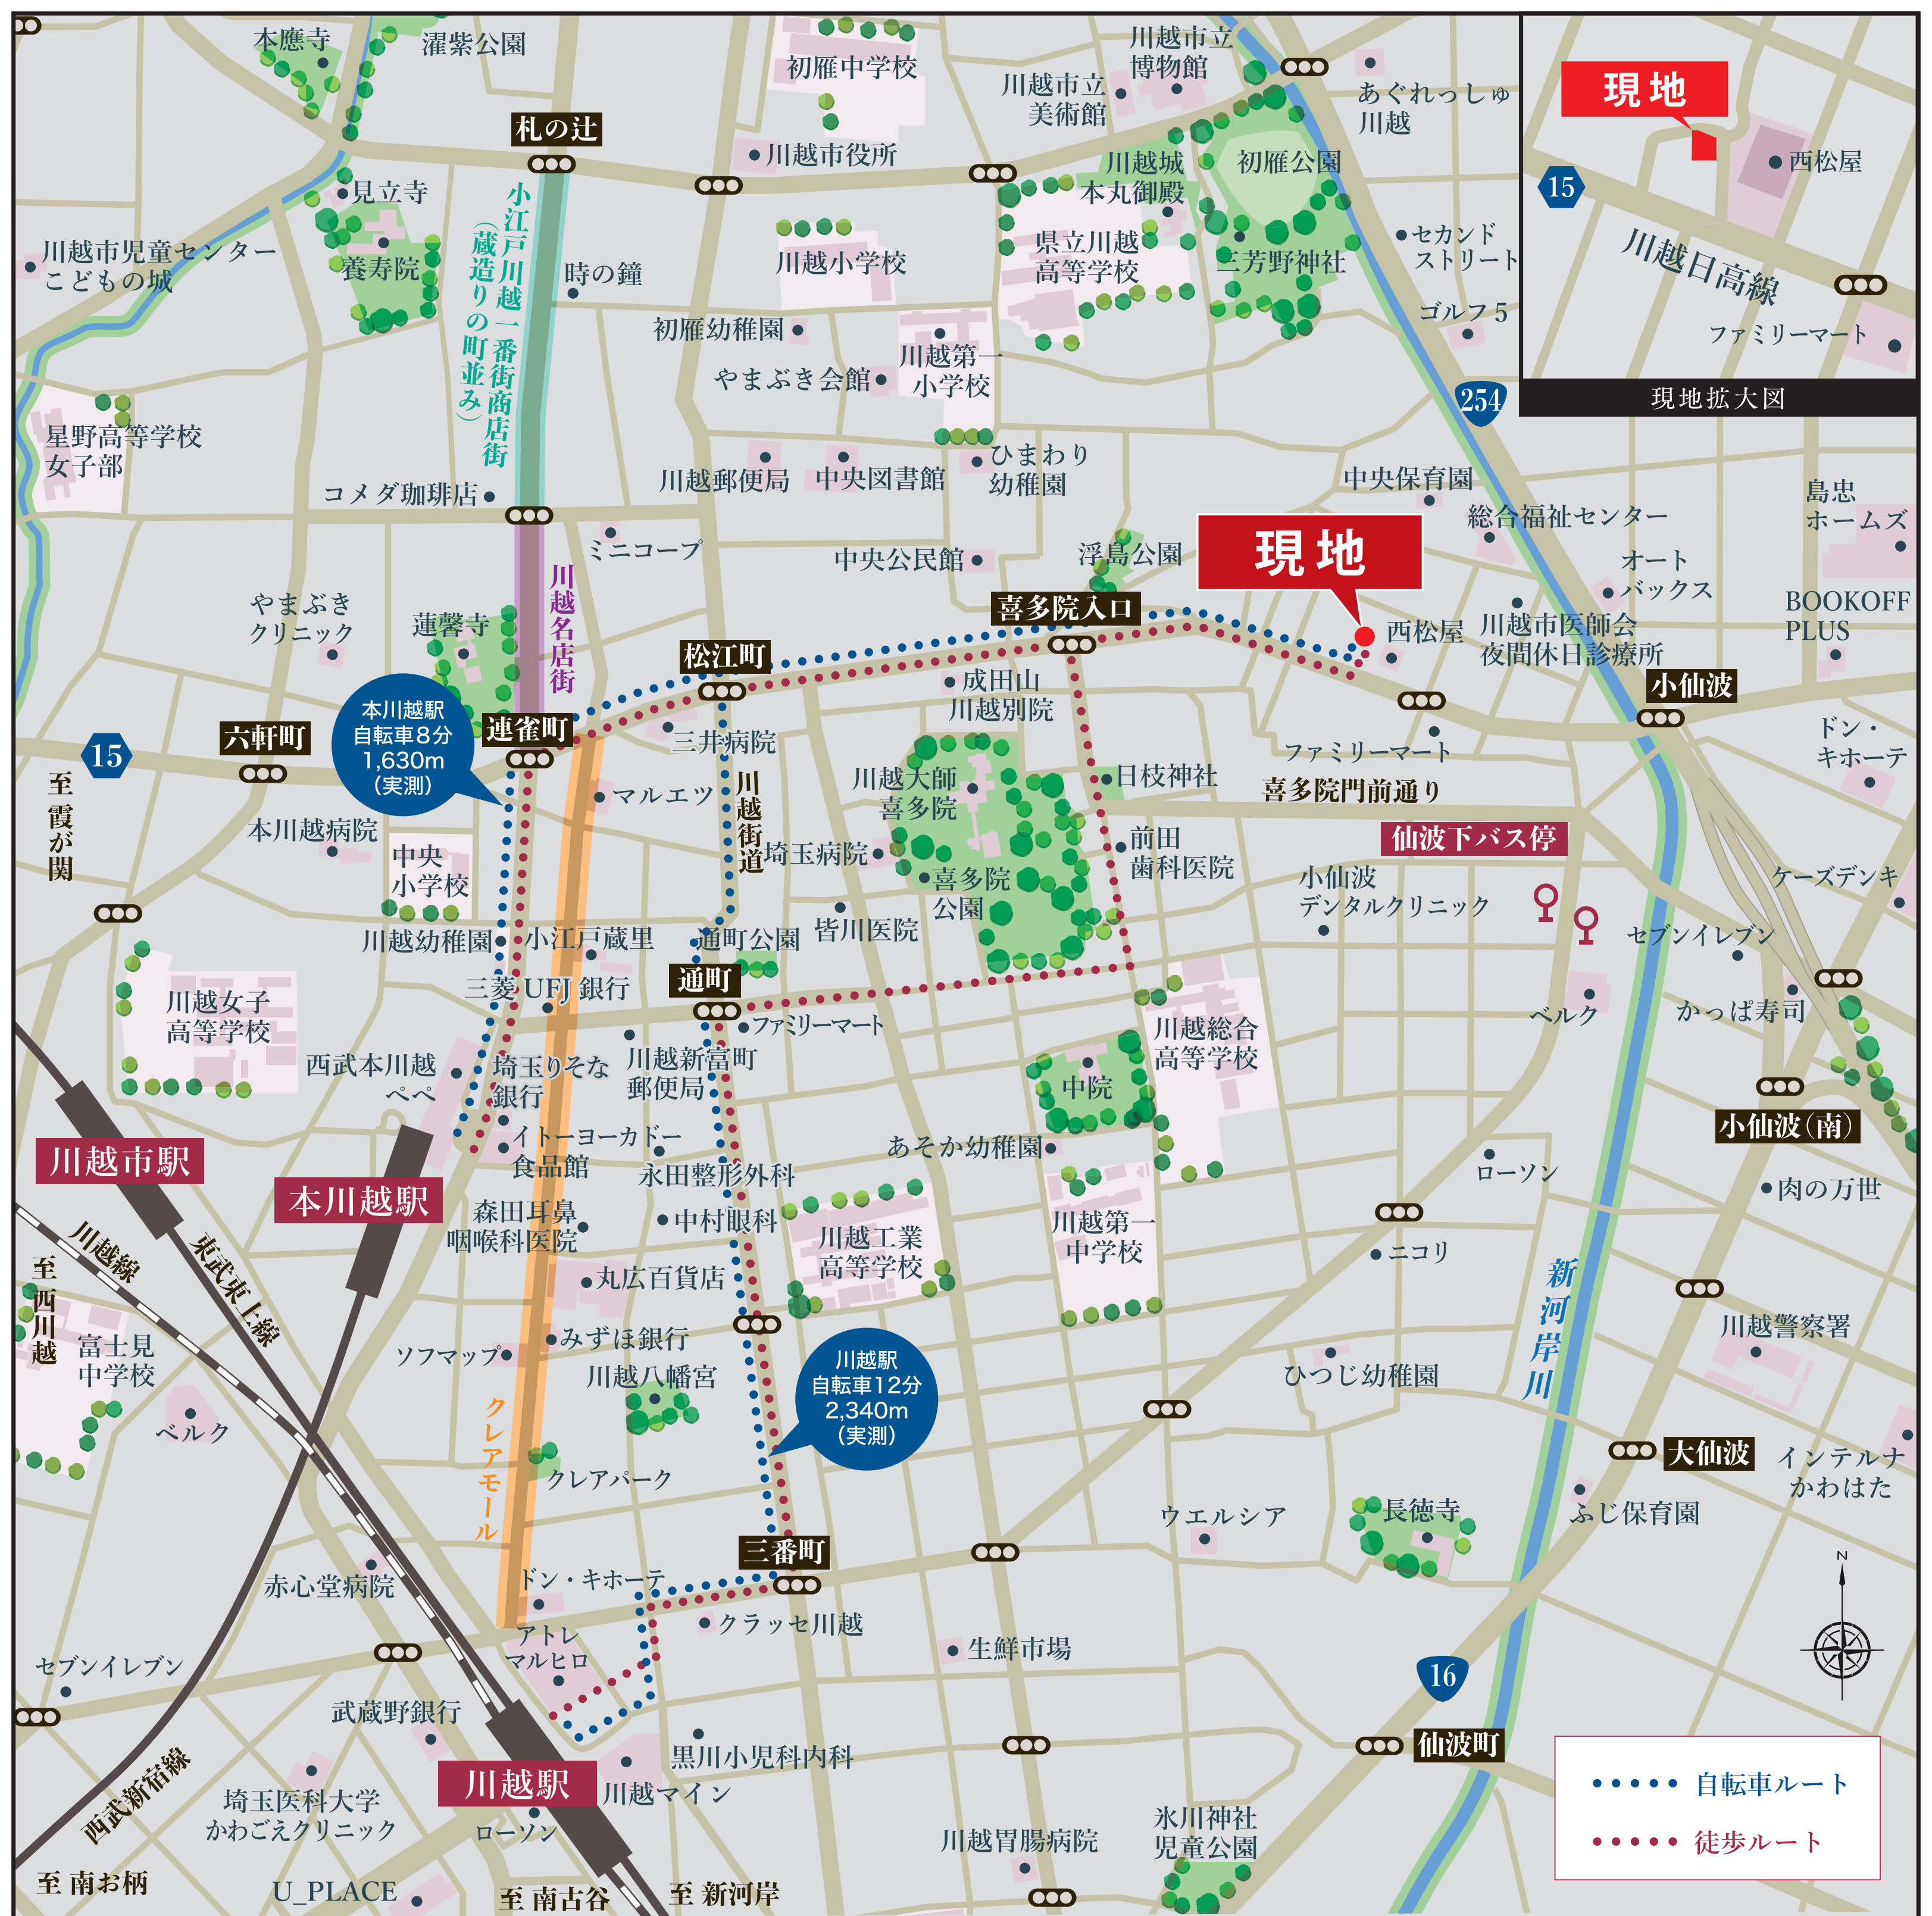 本應寺
濯紫公園
初雁中学校
川越市立
博物館
川越市立
美術館
あぐれっしゅ
川越
現地
西松屋
15
川越日高線
ファミリーマート
現地拡大図
札の辻
川越市役所
川越城
本丸御殿
初雁公園
見立寺
養寿院
小江戸川越一番街商店街
（蔵造りの町並み）
川越市児童センター
こどもの城
時の鐘
川越小学校
県立川越
高等学校
三芳野神社
セカンド
ストリート
ゴルフ5
初雁幼稚園
川越第一
小学校
やまぶき会館
254
星野高等学校
女子部
コメダ珈琲店
川越郵便局
中央図書館
ひまわり
幼稚園
中央保育園
総合福祉センター
島忠
ホームズ
ミニコープ
中央公民館
浮島公園
現地
オート
バックス
BOOKOFF
PLUS
やまぶき
クリニック
蓮馨寺
川越名店街
喜多院入口
西松屋
川越市医師会
夜間休日診療所
松江町
成田山
川越別院
小仙波
本川越駅
自転車8分
1,630m
(実測)
連雀町
六軒町
15
三井病院
ファミリーマート
ドン・
キホーテ
至 霞が関
マルエツ
川越街道
川越大師
喜多院
日枝神社
喜多院門前通り
仙波下バス停
本川越病院
中央
小学校
埼玉病院
前田
歯科医院
喜多院
公園
小仙波
デンタルクリニック
ケーズデンキ
川越幼稚園
小江戸蔵里
通町公園
皆川医院
セブンイレブン
三菱 UFJ 銀行
通町
ファミリーマート
川越女子
高等学校
川越総合
高等学校
ベルク
かっぱ寿司
西武本川越
ペペ
埼玉りそな
銀行
川越新富町
郵便局
中院
小仙波(南)
川越市駅
本川越駅
イトーヨーカドー
食品館
永田整形外科
あそか幼稚園
ローソン
肉の万世
森田耳鼻
咽喉科医院
中村眼科
川越工業
高等学校
川越第一
中学校
ニコリ
川越線
東武東上線
至 西川越
丸広百貨店
新河岸川
富士見
中学校
ソフマップ
みずほ銀行
川越八幡宮
川越駅
自転車12分
2,340m
(実測)
ひつじ幼稚園
川越警察署
ベルク
クレアモール
クレアパーク
大仙波
インテルナ
かわはた
ウエルシア
長徳寺
ふじ保育園
三番町
赤心堂病院
ドン・キホーテ
クラッセ川越
アトレ
マルヒロ
生鮮市場
N
セブンイレブン
武蔵野銀行
16
仙波町
黒川小児科内科
川越駅
川越マイン
西武新宿線
埼玉医科大学
かわごえクリニック
ローソン
川越胃腸病院
氷川神社
児童公園
自転車ルート
徒歩ルート
至 南お柄
U_PLACE
至 南古谷
至 新河岸